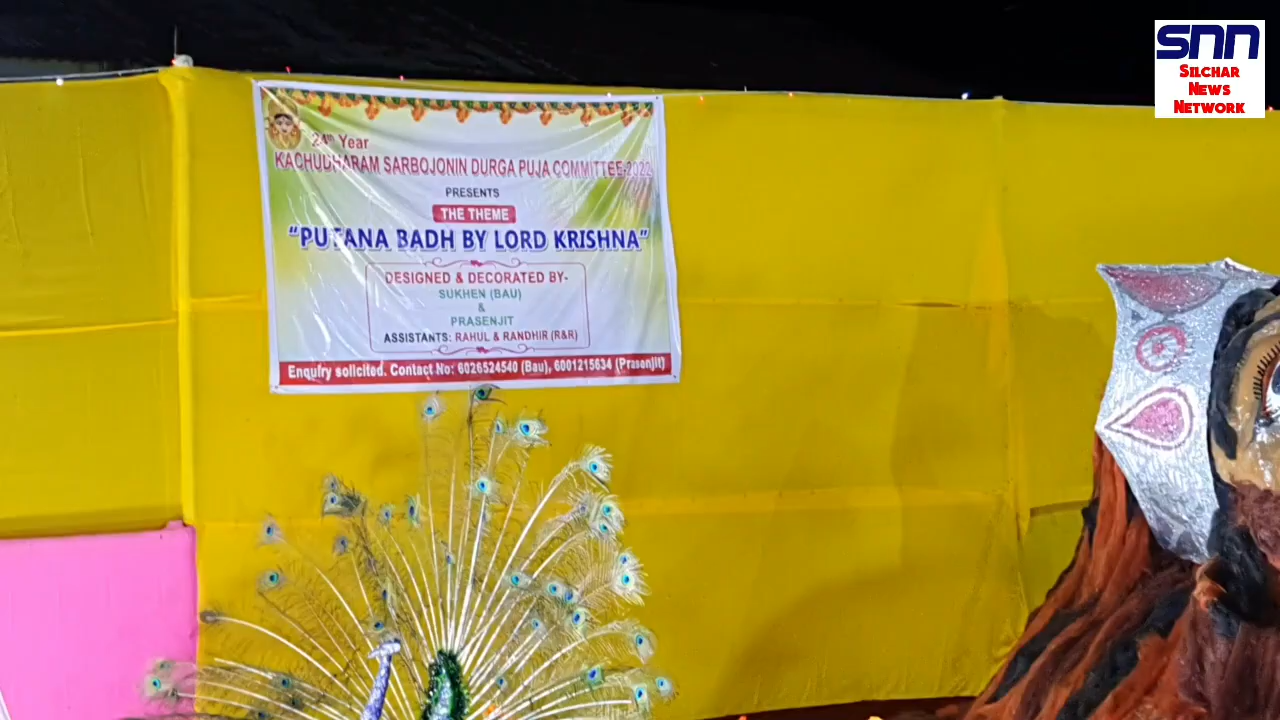 24th Year
KACHUDHARAM SARBOJONIN DURGA PUJA COMMITTEE-2022
PRESENTS
THE THEME
"PUTANA BADH BY LORD KRISHNA"
DESIGNED & DECORATED BY-
SUKHEN (BAU)
&
PRASENJIT
ASSISTANTS: RAHUL & RANDHIR (R&R)
Enquiry solicited. Contact No: 6026524540 (Bau), 6001215634 (Prasenjit)
snn
SILCHAR
NEWS
NETWORK